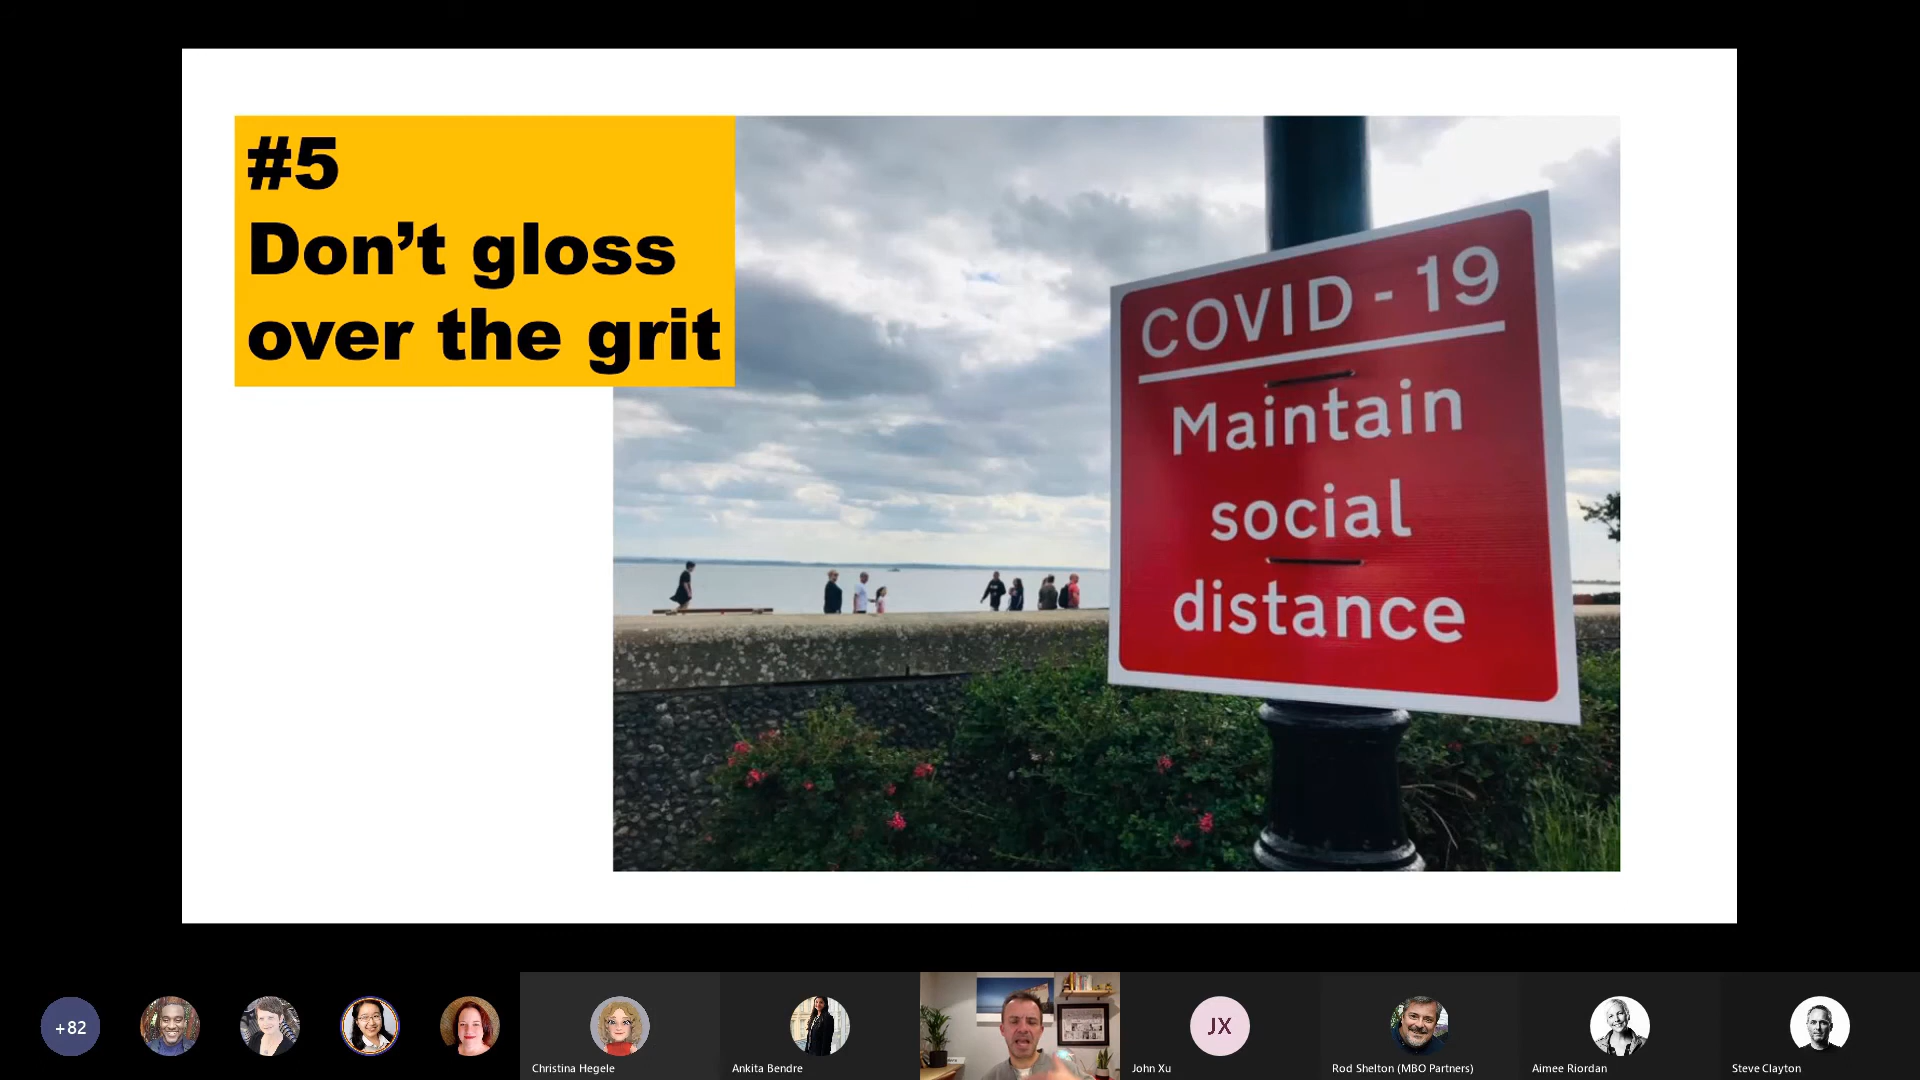 #5
Don’t gloss
over the grit
COVID - 19
Maintain
social
distance
+82
Christina Hegele
Ankita Bendre
John Xu
JX
Rod Shelton (MBO Partners)
Aimee Riordan
Steve Clayton